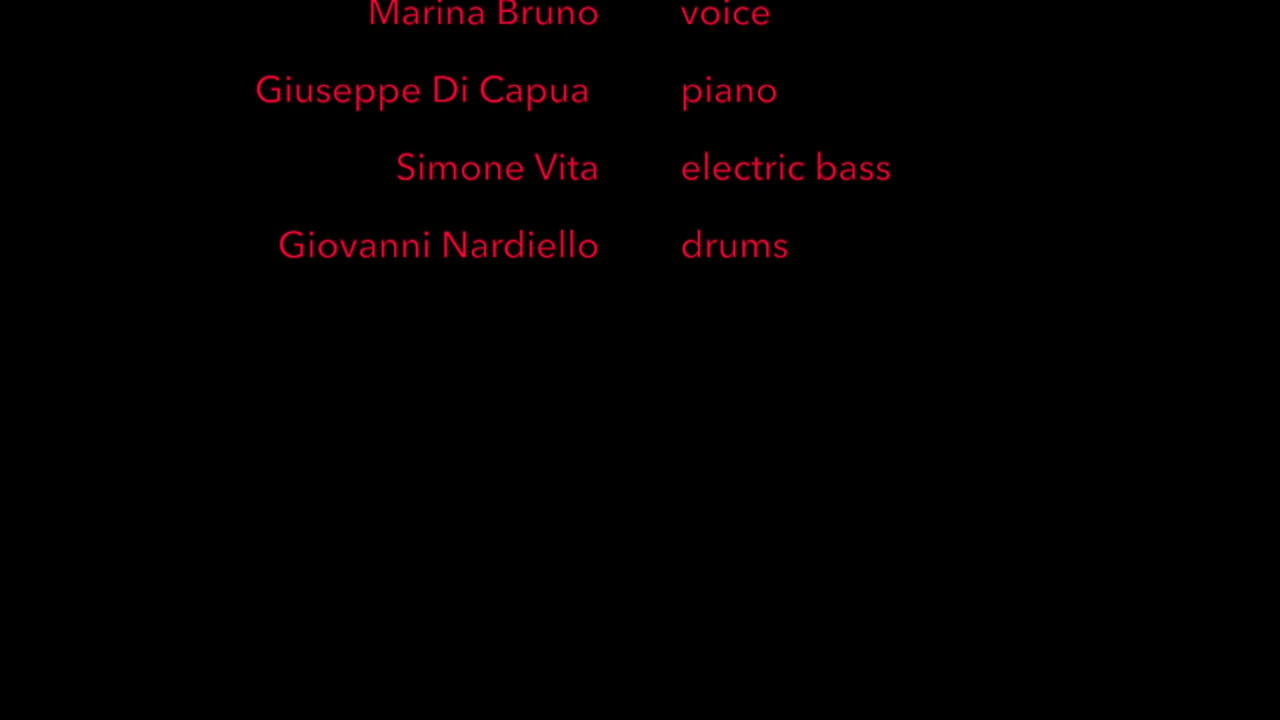 Marina Bruno voice
Giuseppe Di Capua piano
Simone Vita electric bass
Giovanni Nardiello drums